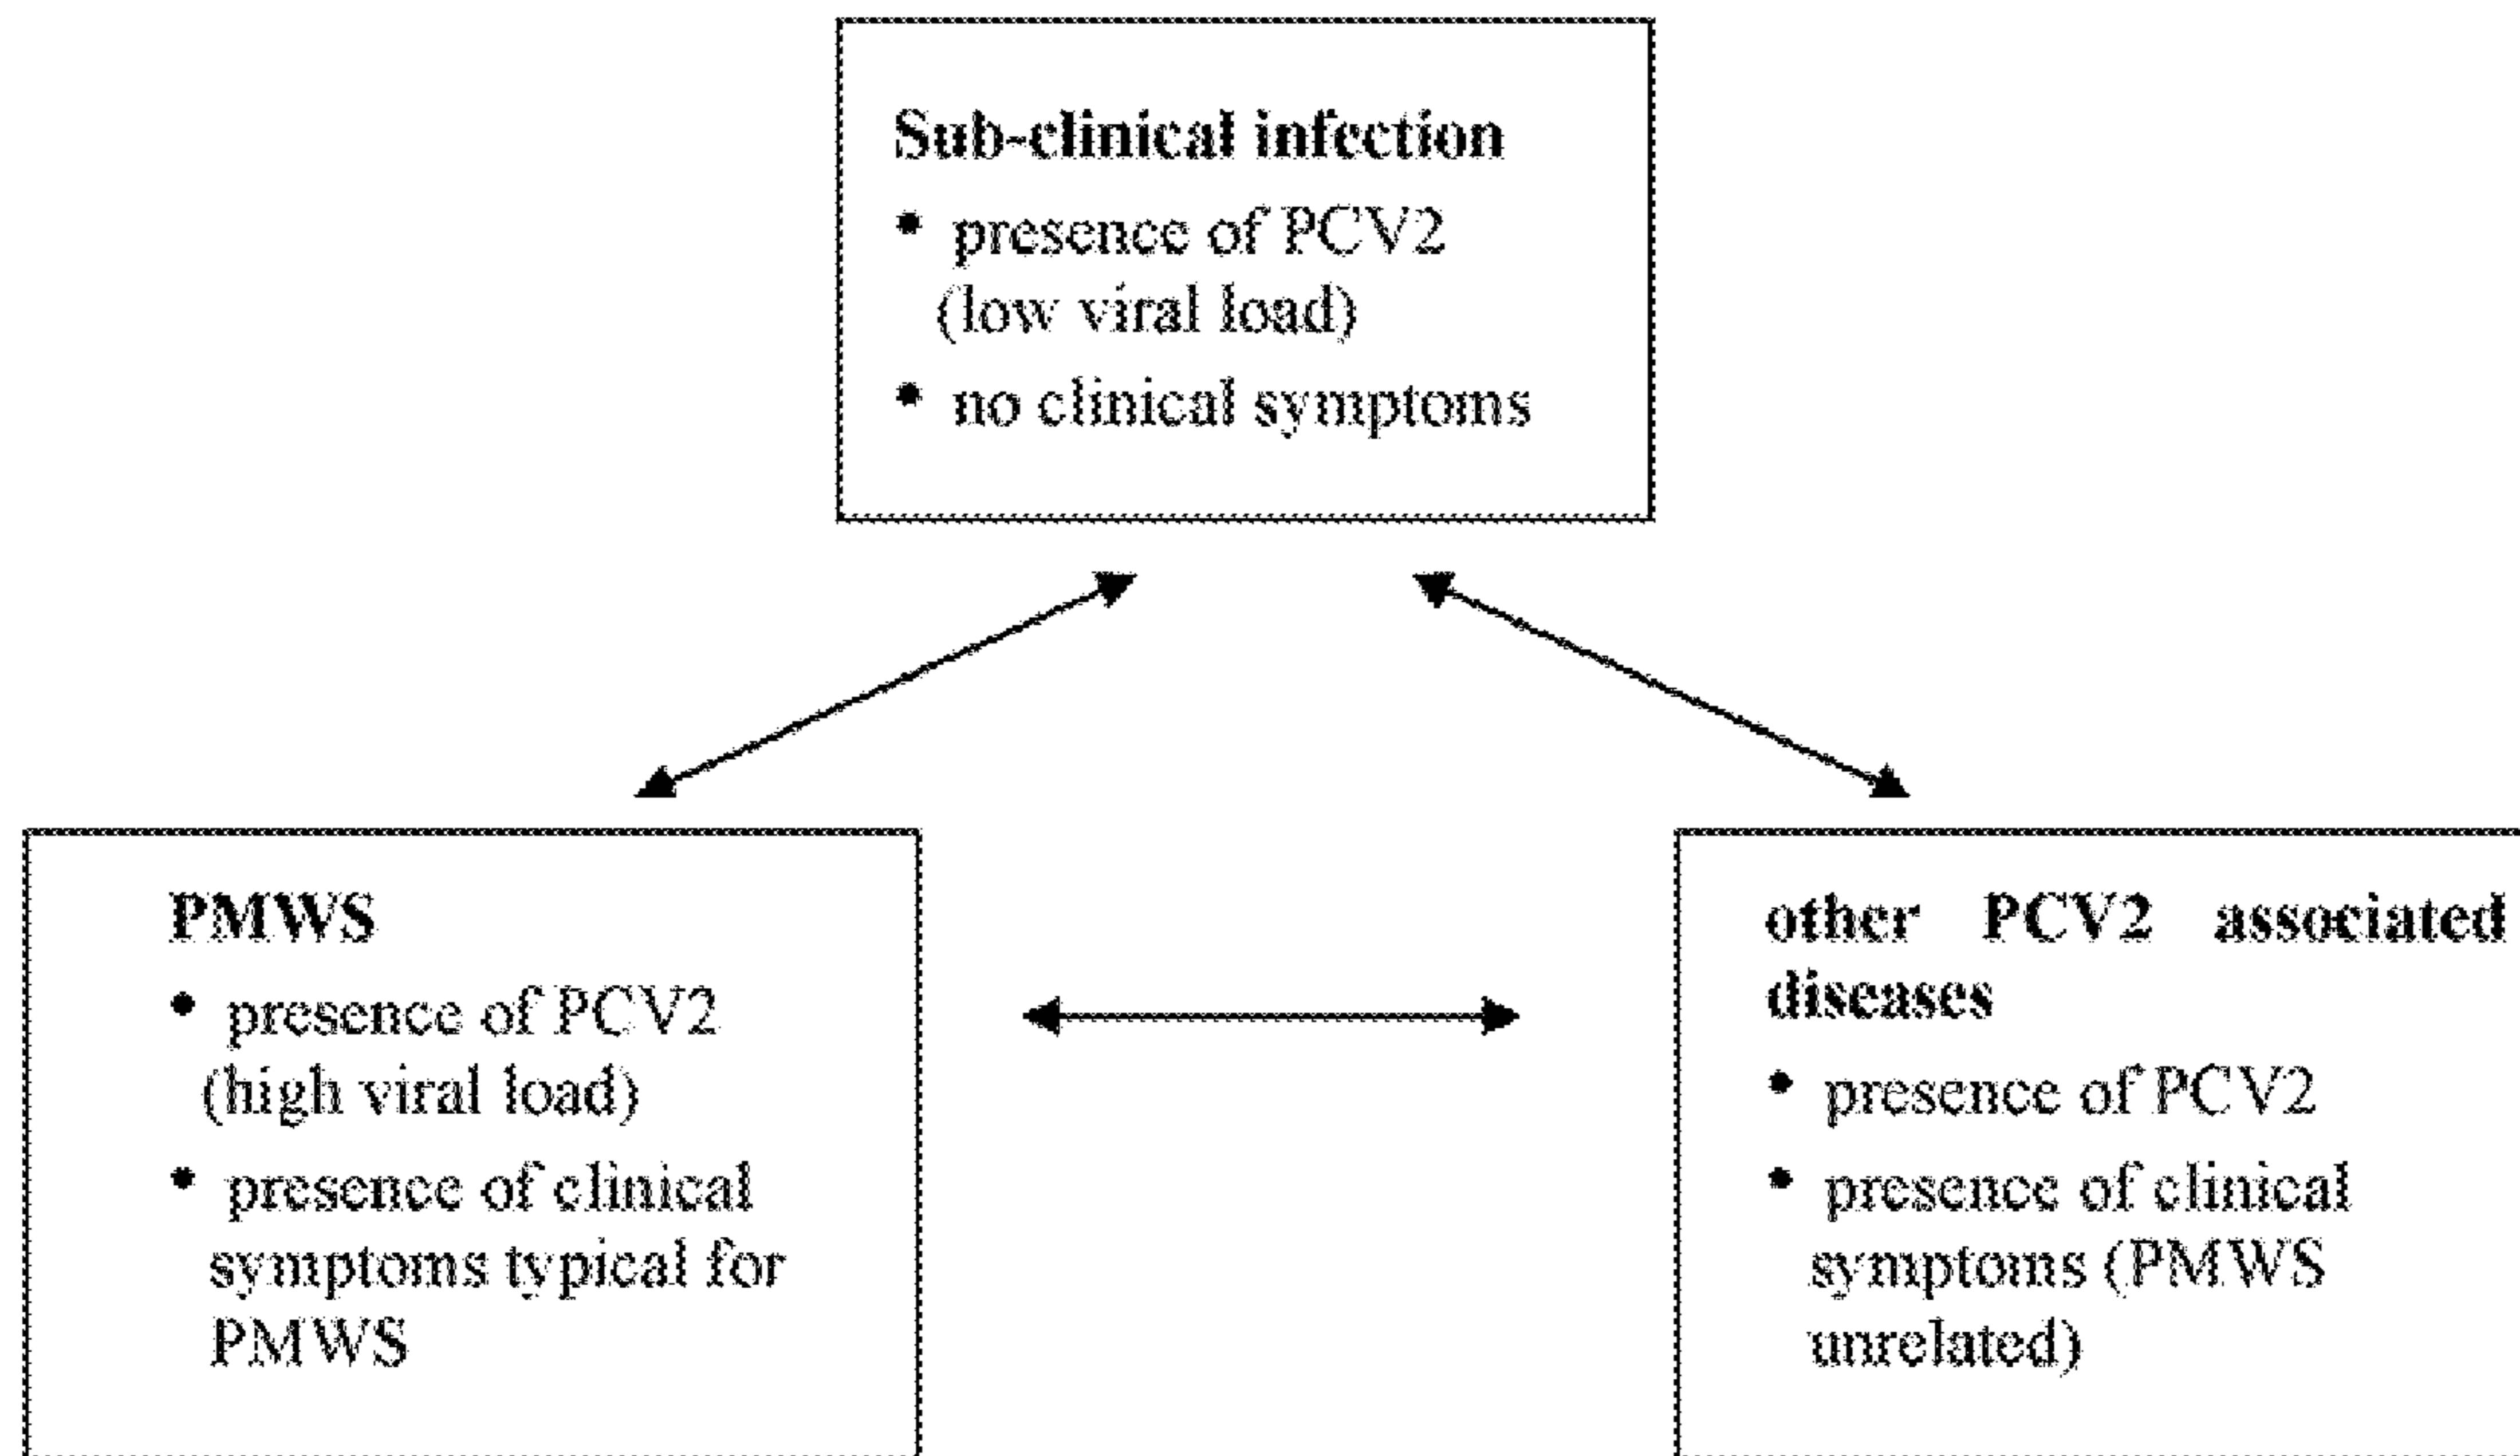 Sub-clinical infection
• presence of PCV2
(low viral load)
• no clinical symptoms
PMWS
• presence of PCV2
(high viral load)
• presence of clinical
symptoms typical for
PMWS
other PCV2 associated
diseases
• presence of PCV2
• presence of clinical
symptoms (PMWS
unrelated)